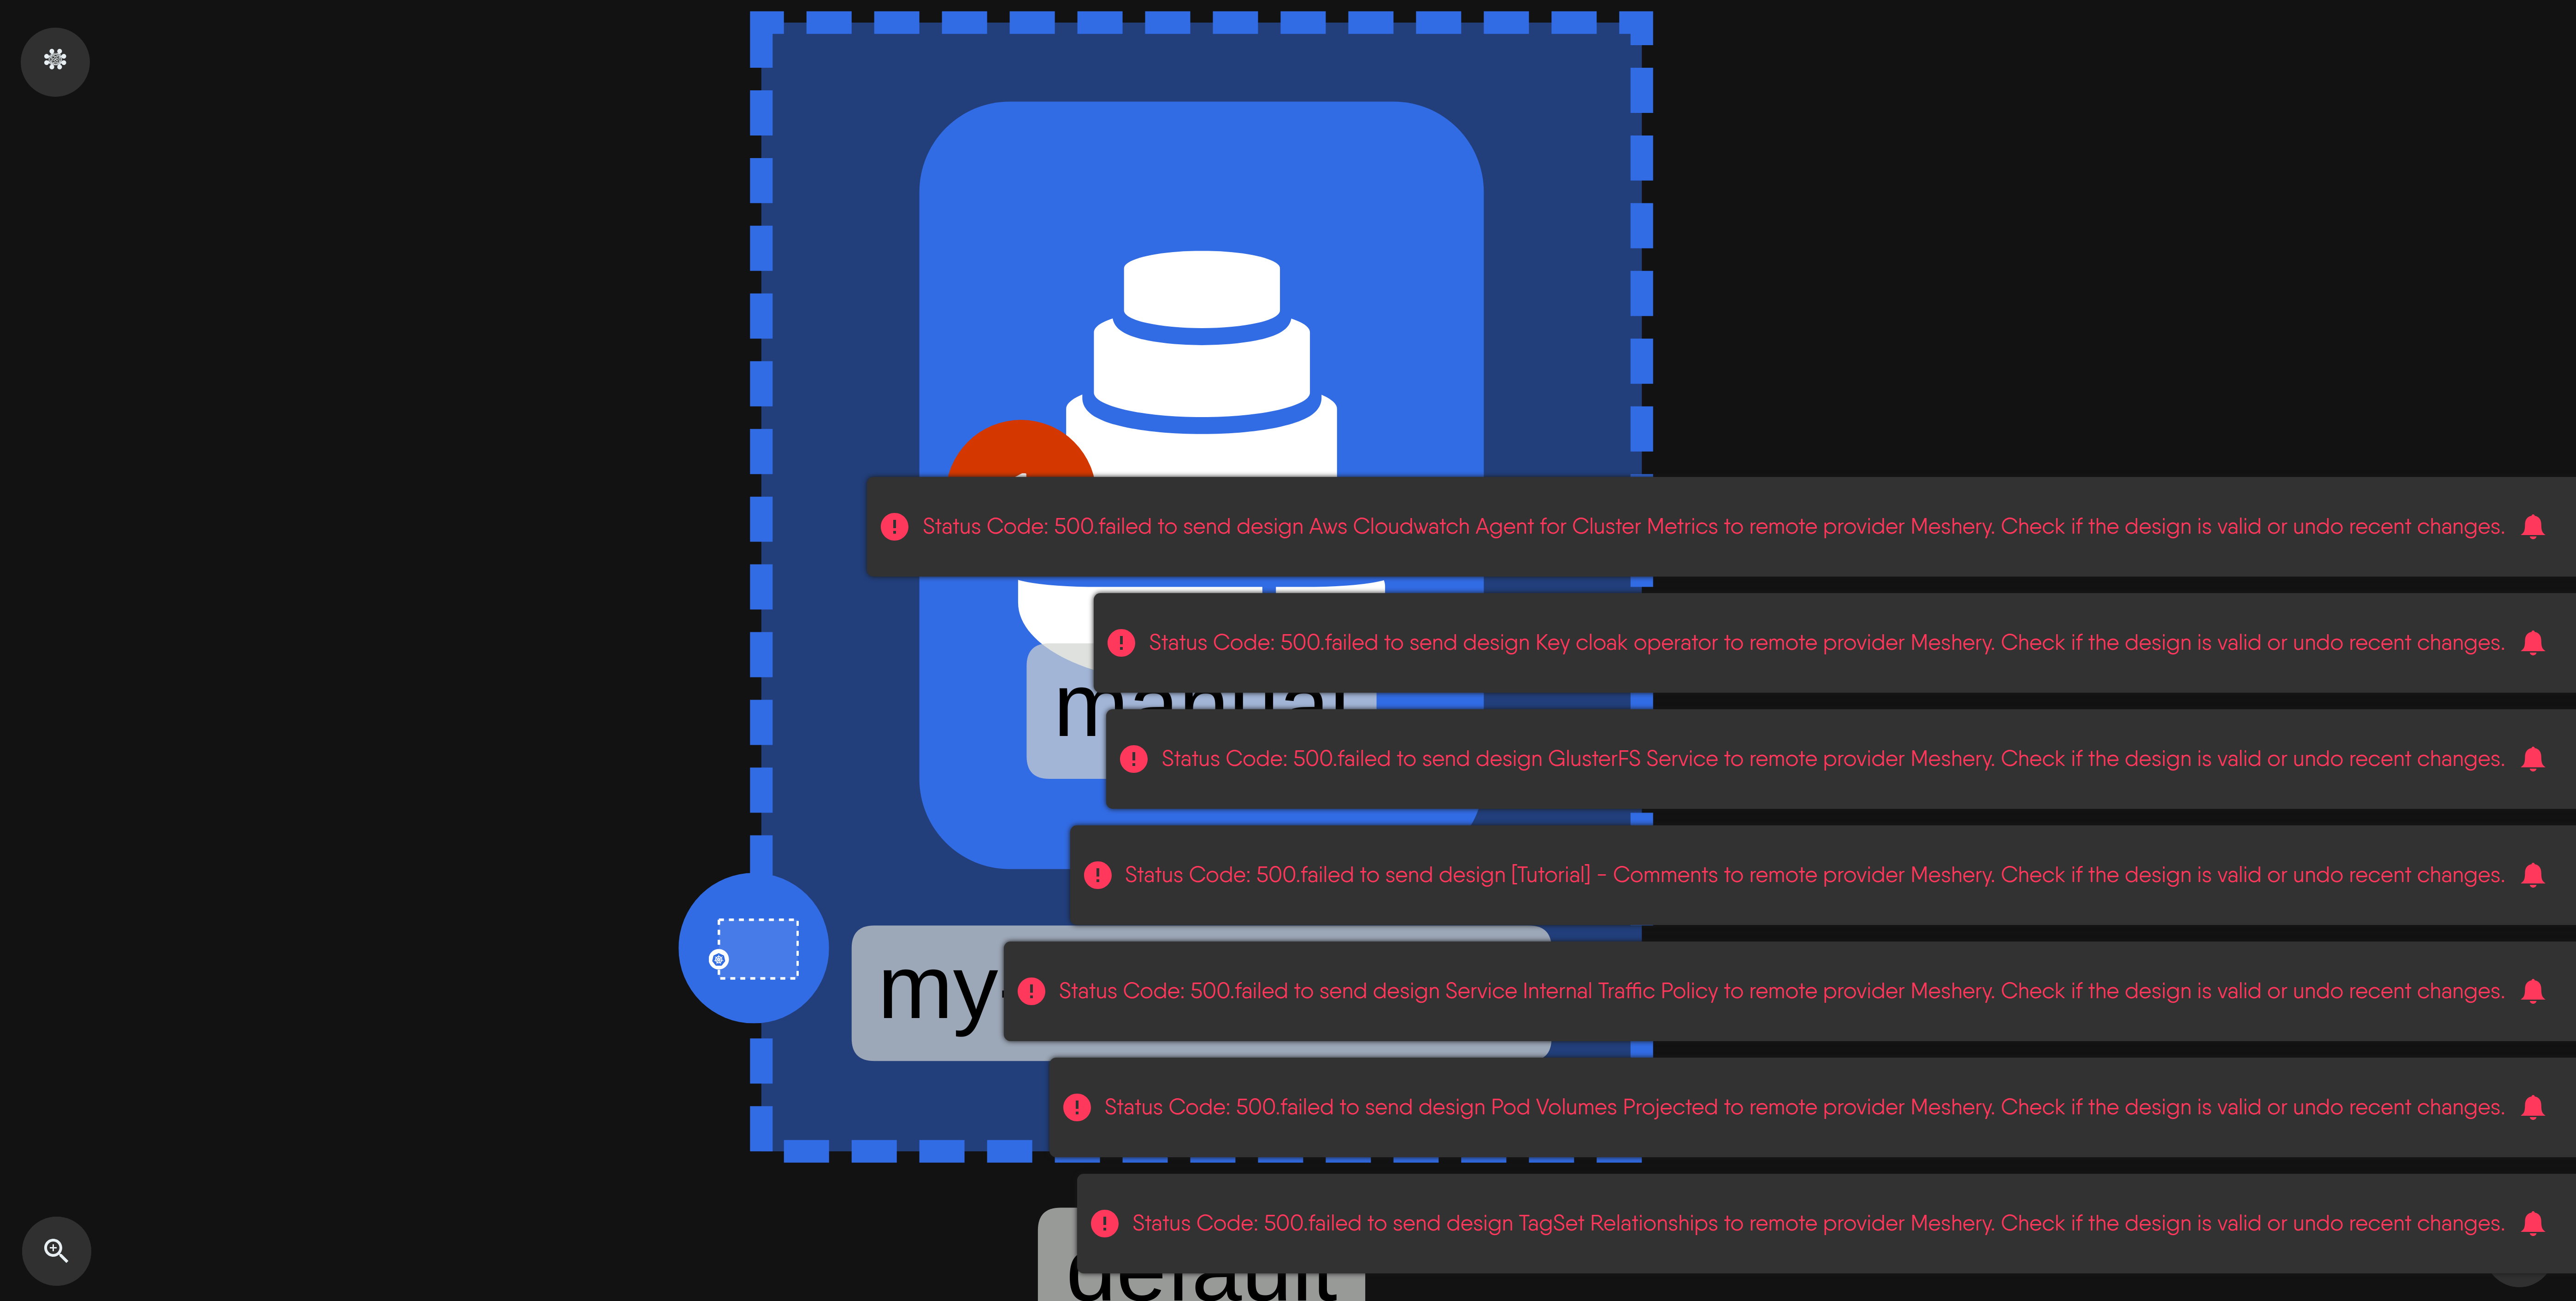 Status Code: 500.failed to send design Aws Cloudwatch Agent for Cluster Metrics to remote provider Meshery. Check if the design is valid or undo recent changes.
Status Code: 500.failed to send design Key cloak operator to remote provider Meshery. Check if the design is valid or undo recent changes.
manual
Status Code: 500.failed to send design GlusterFS Service to remote provider Meshery. Check if the design is valid or undo recent changes.
Status Code: 500.failed to send design [Tutorial] - Comments to remote provider Meshery. Check if the design is valid or undo recent changes.
my-
Status Code: 500.failed to send design Service Internal Traffic Policy to remote provider Meshery. Check if the design is valid or undo recent changes.
Status Code: 500.failed to send design Pod Volumes Projected to remote provider Meshery. Check if the design is valid or undo recent changes.
Status Code: 500.failed to send design TagSet Relationships to remote provider Meshery. Check if the design is valid or undo recent changes.
default